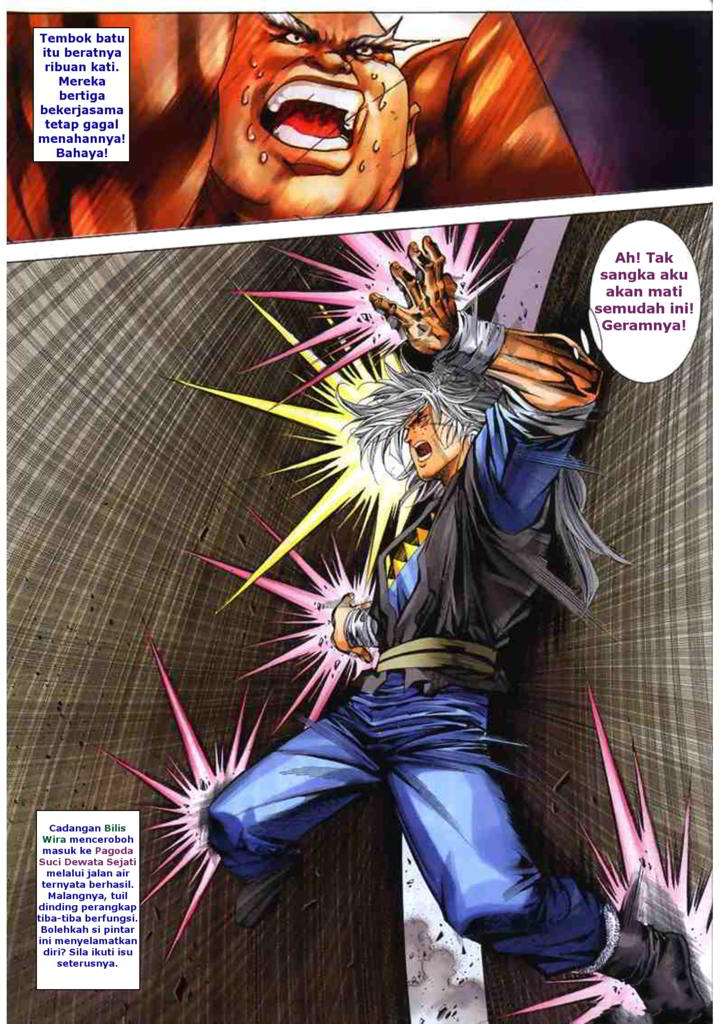 Tembok batu
itu beratnya
ribuan kati.
Mereka
bertiga
bekerjasama
tetap gagal
menahannya!
Bahaya!
Ah! Tak
sangka aku
akan mati
semudah ini!
Geramnya!
Cadangan Bilis
Wira menceroboh
masuk ke Pagoda
Suci Dewata Sejati
melalui jalan air
ternyata berhasil.
Malangnya, tuil
dinding perangkap
tiba-tiba berfungsi.
Bolehkah si pintar
ini menyelamatkan
diri? Sila ikuti isu
seterusnya.